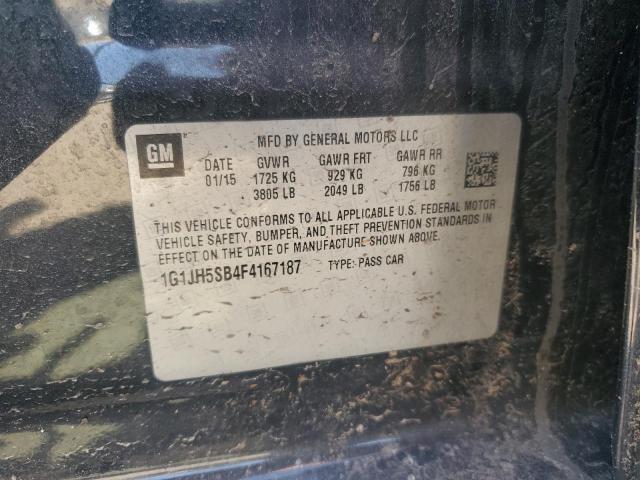 GM
MFD BY GENERAL MOTORS LLC
DATE GVWR GAWR FRT GAWR RR
01/15 1725 KG 929 KG 796 KG
3805 LB 2049 LB 1756 LB
THIS VEHICLE CONFORMS TO ALL APPLICABLE U.S. FEDERAL MOTOR
VEHICLE SAFETY, BUMPER, AND THEFT PREVENTION STANDARDS IN
EFFECT ON THE DATE OF MANUFACTURE SHOWN ABOVE.
1G1JH5SB4F4167187 TYPE: PASS CAR